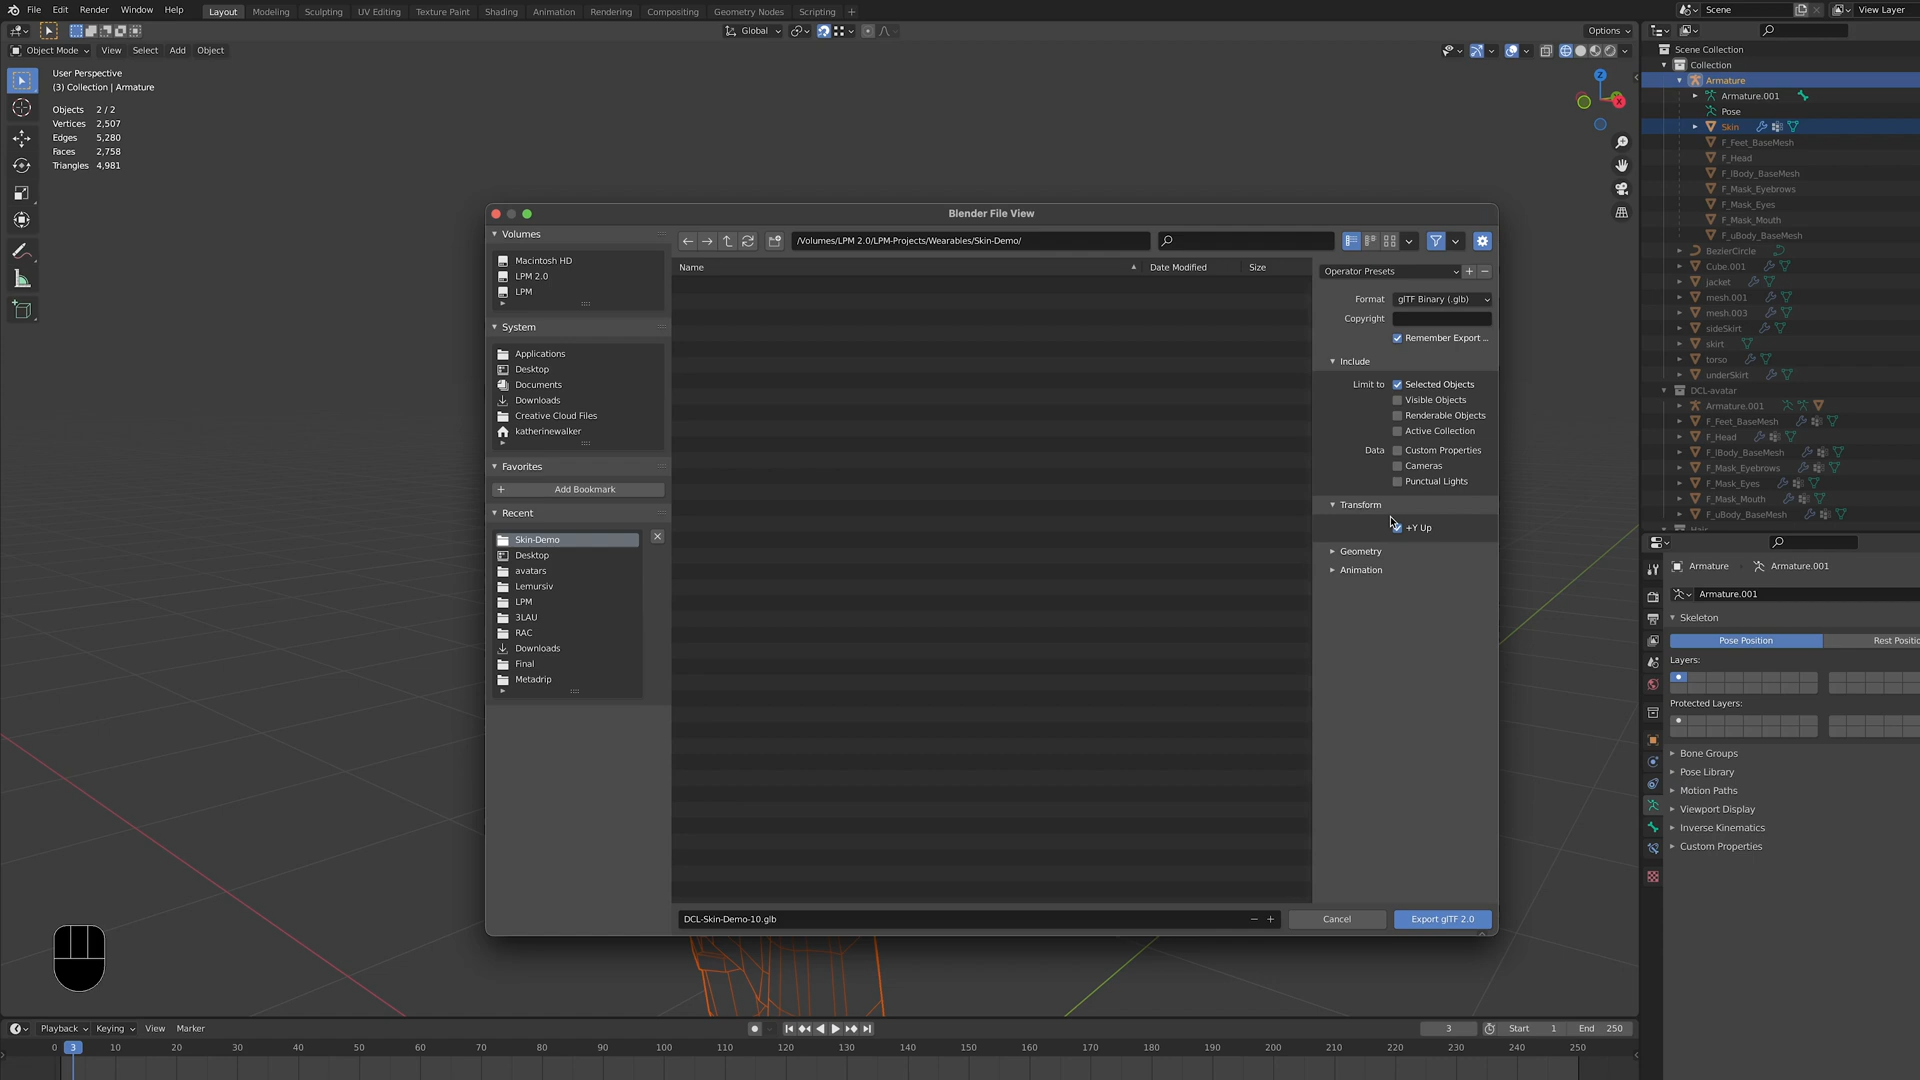 File Edit Render Window Help
Layout Modeling Sculpting UV Editing Texture Paint Shading Animation Rendering Compositing Geometry Nodes Scripting +
Scene
View Layer
Global
Options
Object Mode View Select Add Object
User Perspective
(3) Collection | Armature
Objects 2 / 2
Vertices 2,507
Edges 5,280
Faces 2,758
Triangles 4,981
Z
X
Blender File View
Volumes
Macintosh HD
LPM 2.0
LPM
System
Applications
Desktop
Documents
Downloads
Creative Cloud Files
katherinewalker
Favorites
Add Bookmark
Recent
Skin-Demo
Desktop
avatars
Lemursiv
LPM
3LAU
RAC
Downloads
Final
Metadrip
/Volumes/LPM 2.0/LPM-Projects/Wearables/Skin-Demo/
Name Date Modified Size
Operator Presets
Format glTF Binary (.glb)
Copyright
Remember Export ...
Include
Limit to Selected Objects
Visible Objects
Renderable Objects
Active Collection
Data Custom Properties
Cameras
Punctual Lights
Transform
+Y Up
Geometry
Animation
DCL-Skin-Demo-10.glb
Cancel
Export glTF 2.0
Scene Collection
Collection
Armature
Armature.001
Pose
Skin
F_Feet_BaseMesh
F_Head
F_lBody_BaseMesh
F_Mask_Eyebrows
F_Mask_Eyes
F_Mask_Mouth
F_uBody_BaseMesh
BezierCircle
Cube.001
jacket
mesh.001
mesh.003
sideSkirt
skirt
torso
underSkirt
DCL-avatar
Armature.001
F_Feet_BaseMesh
F_Head
F_lBody_BaseMesh
F_Mask_Eyebrows
F_Mask_Eyes
F_Mask_Mouth
F_uBody_BaseMesh
Armature Armature.001
Armature.001
Skeleton
Pose Position Rest Positio
Layers:
Protected Layers:
Bone Groups
Pose Library
Motion Paths
Viewport Display
Inverse Kinematics
Custom Properties
Playback Keying View Marker
3 Start 1 End 250
0 3 10 20 30 40 50 60 70 80 90 100 110 120 130 140 150 160 170 180 190 200 210 220 230 240 250